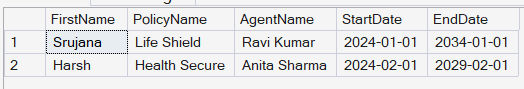 FirstName PolicyName AgentName StartDate EndDate
1 Srujana Life Shield Ravi Kumar 2024-01-01 2034-01-01
2 Harsh Health Secure Anita Sharma 2024-02-01 2029-02-01